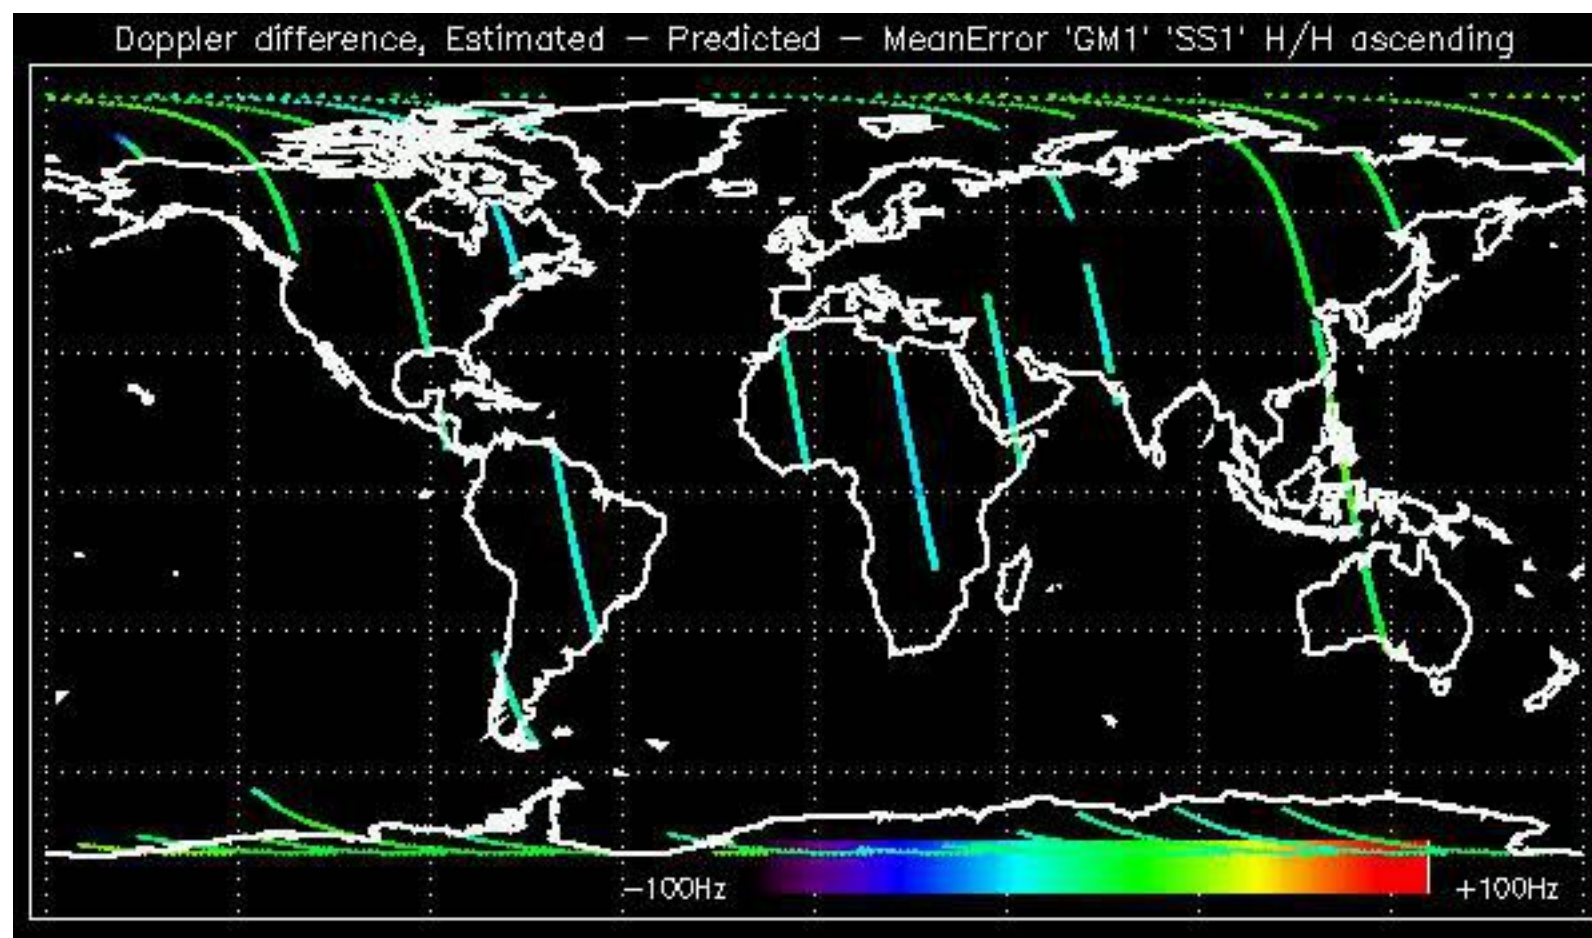 Doppler difference, Estimated − Predicted − MeanError 'GM1' 'SS1' H/H ascending
−100Hz
+100Hz